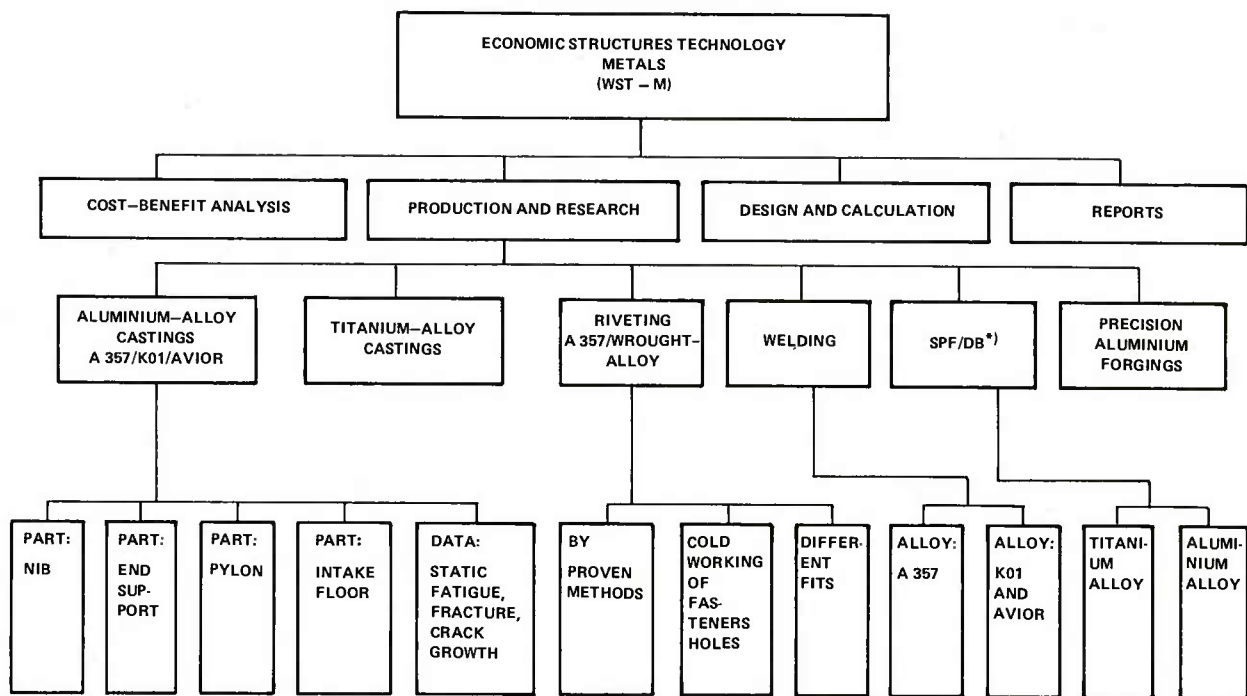 ECONOMIC STRUCTURES TECHNOLOGY
METALS
(WST – M)
COST–BENEFIT ANALYSIS
PRODUCTION AND RESEARCH
DESIGN AND CALCULATION
REPORTS
ALUMINIUM–ALLOY
CASTINGS
A 357/K01/AVIOR
TITANIUM–ALLOY
CASTINGS
RIVETING
A 357/WROUGHT–
ALLOY
WELDING
SPF/DB*)
PRECISION
ALUMINIUM
FORGINGS
PART:
NIB
PART:
END
SUP-
PORT
PART:
PYLON
PART:
INTAKE
FLOOR
DATA:
STATIC
FATIGUE,
FRACTURE,
CRACK
GROWTH
BY
PROVEN
METHODS
COLD
WORKING
OF
FAS-
TENERS
HOLES
DIFFER-
ENT
FITS
ALLOY:
A 357
ALLOY:
K01
AND
AVIOR
TITANI-
UM
ALLOY
ALUMI-
NIUM
ALLOY